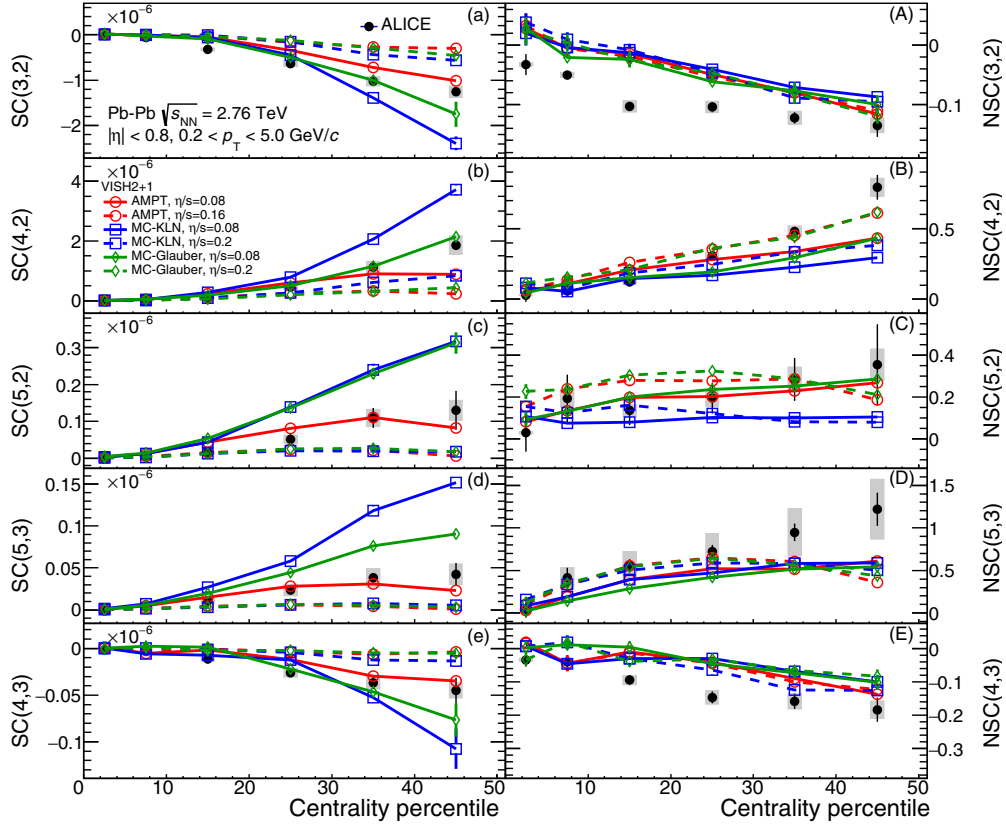 ×10⁻⁶
ALICE
(a)
SC(3,2)
0
−1
−2
Pb-Pb √sNN = 2.76 TeV
|η| < 0.8, 0.2 < pT < 5.0 GeV/c
(A)
0
−0.1
NSC(3,2)
×10⁻⁶
(b)
SC(4,2)
4
2
0
VISH2+1
AMPT, η/s=0.08
AMPT, η/s=0.16
MC-KLN, η/s=0.08
MC-KLN, η/s=0.2
MC-Glauber, η/s=0.08
MC-Glauber, η/s=0.2
(B)
0.5
0
NSC(4,2)
×10⁻⁶
(c)
SC(5,2)
0.3
0.2
0.1
0
(C)
0.4
0.2
0
NSC(5,2)
×10⁻⁶
(d)
SC(5,3)
0.15
0.1
0.05
0
(D)
1.5
1
0.5
0
NSC(5,3)
×10⁻⁶
(e)
SC(4,3)
0
−0.05
−0.1
(E)
0
−0.1
−0.2
−0.3
NSC(4,3)
0 10 20 30 40 50
10 20 30 40 50
Centrality percentile
Centrality percentile